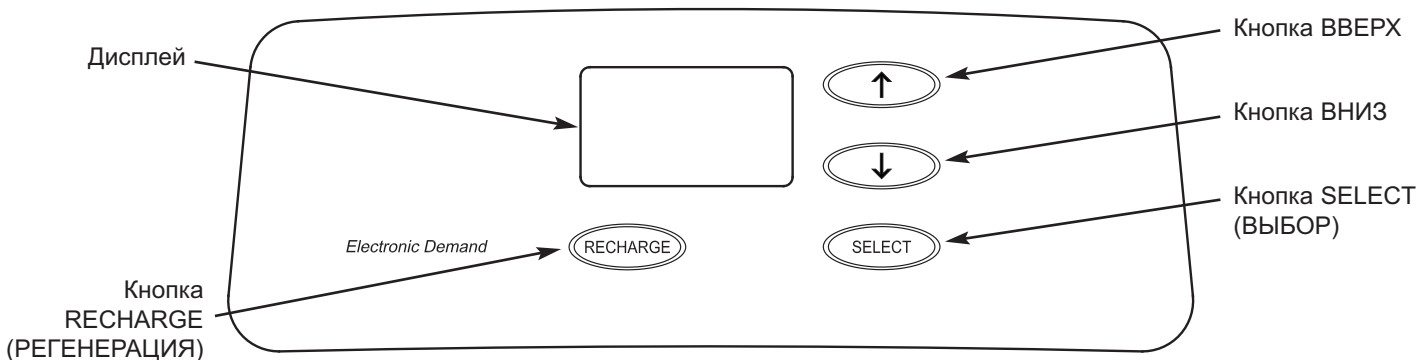 Дисплей
Кнопка ВВЕРХ
Кнопка ВНИЗ
Кнопка SELECT
(ВЫБОР)
Electronic Demand
RECHARGE
SELECT
Кнопка
RECHARGE
(РЕГЕНЕРАЦИЯ)